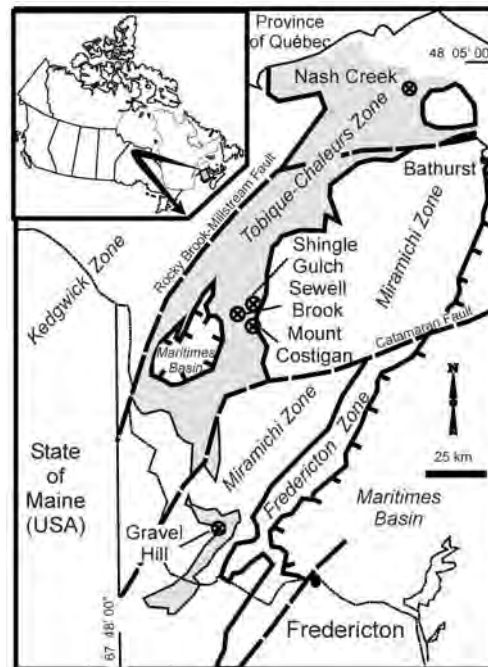 Province
of Québec
48 05' 00"
Nash Creek
Tobique-Chaleurs Zone
Rocky Brook-Millstream Fault
Bathurst
Miramichi Zone
Kedgwick Zone
Shingle
Gulch
Sewell
Brook
Mount
Costigan
Maritimes
Basin
Catamaran Fault
N
25 km
Miramichi Zone
Fredericton Zone
State of
Maine
(USA)
Maritimes
Basin
Gravel
Hill
67 48' 00"
Fredericton